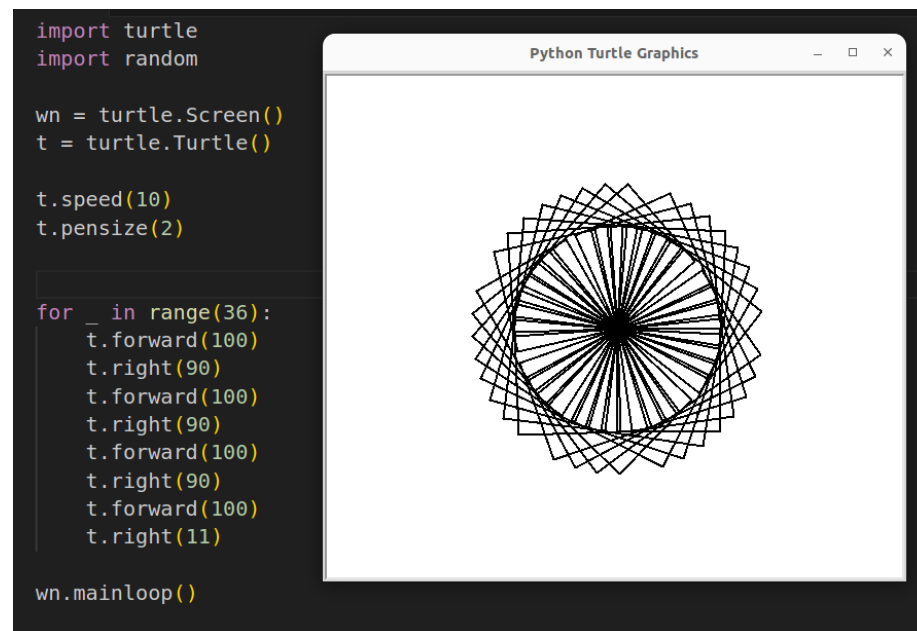 import turtle
import random
Python Turtle Graphics
wn = turtle.Screen()
t = turtle.Turtle()
t.speed(10)
t.pensize(2)
for _ in range(36):
    t.forward(100)
    t.right(90)
    t.forward(100)
    t.right(90)
    t.forward(100)
    t.right(90)
    t.forward(100)
    t.right(11)
wn.mainloop()